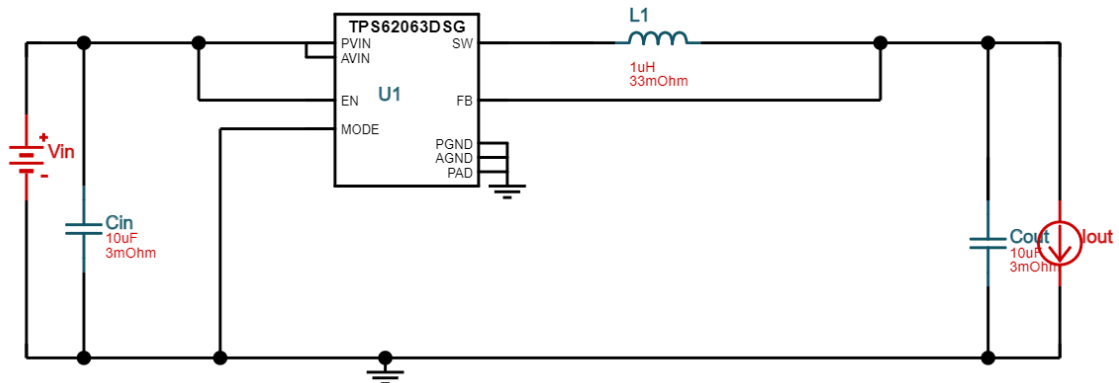 TPS62063DSG
PVIN
AVIN
SW
EN
U1
FB
MODE
PGND
AGND
PAD
L1
1uH
33mOhm
+
Vin
-
Cin
10uF
3mOhm
Cout
10uF
3mOhm
Iout